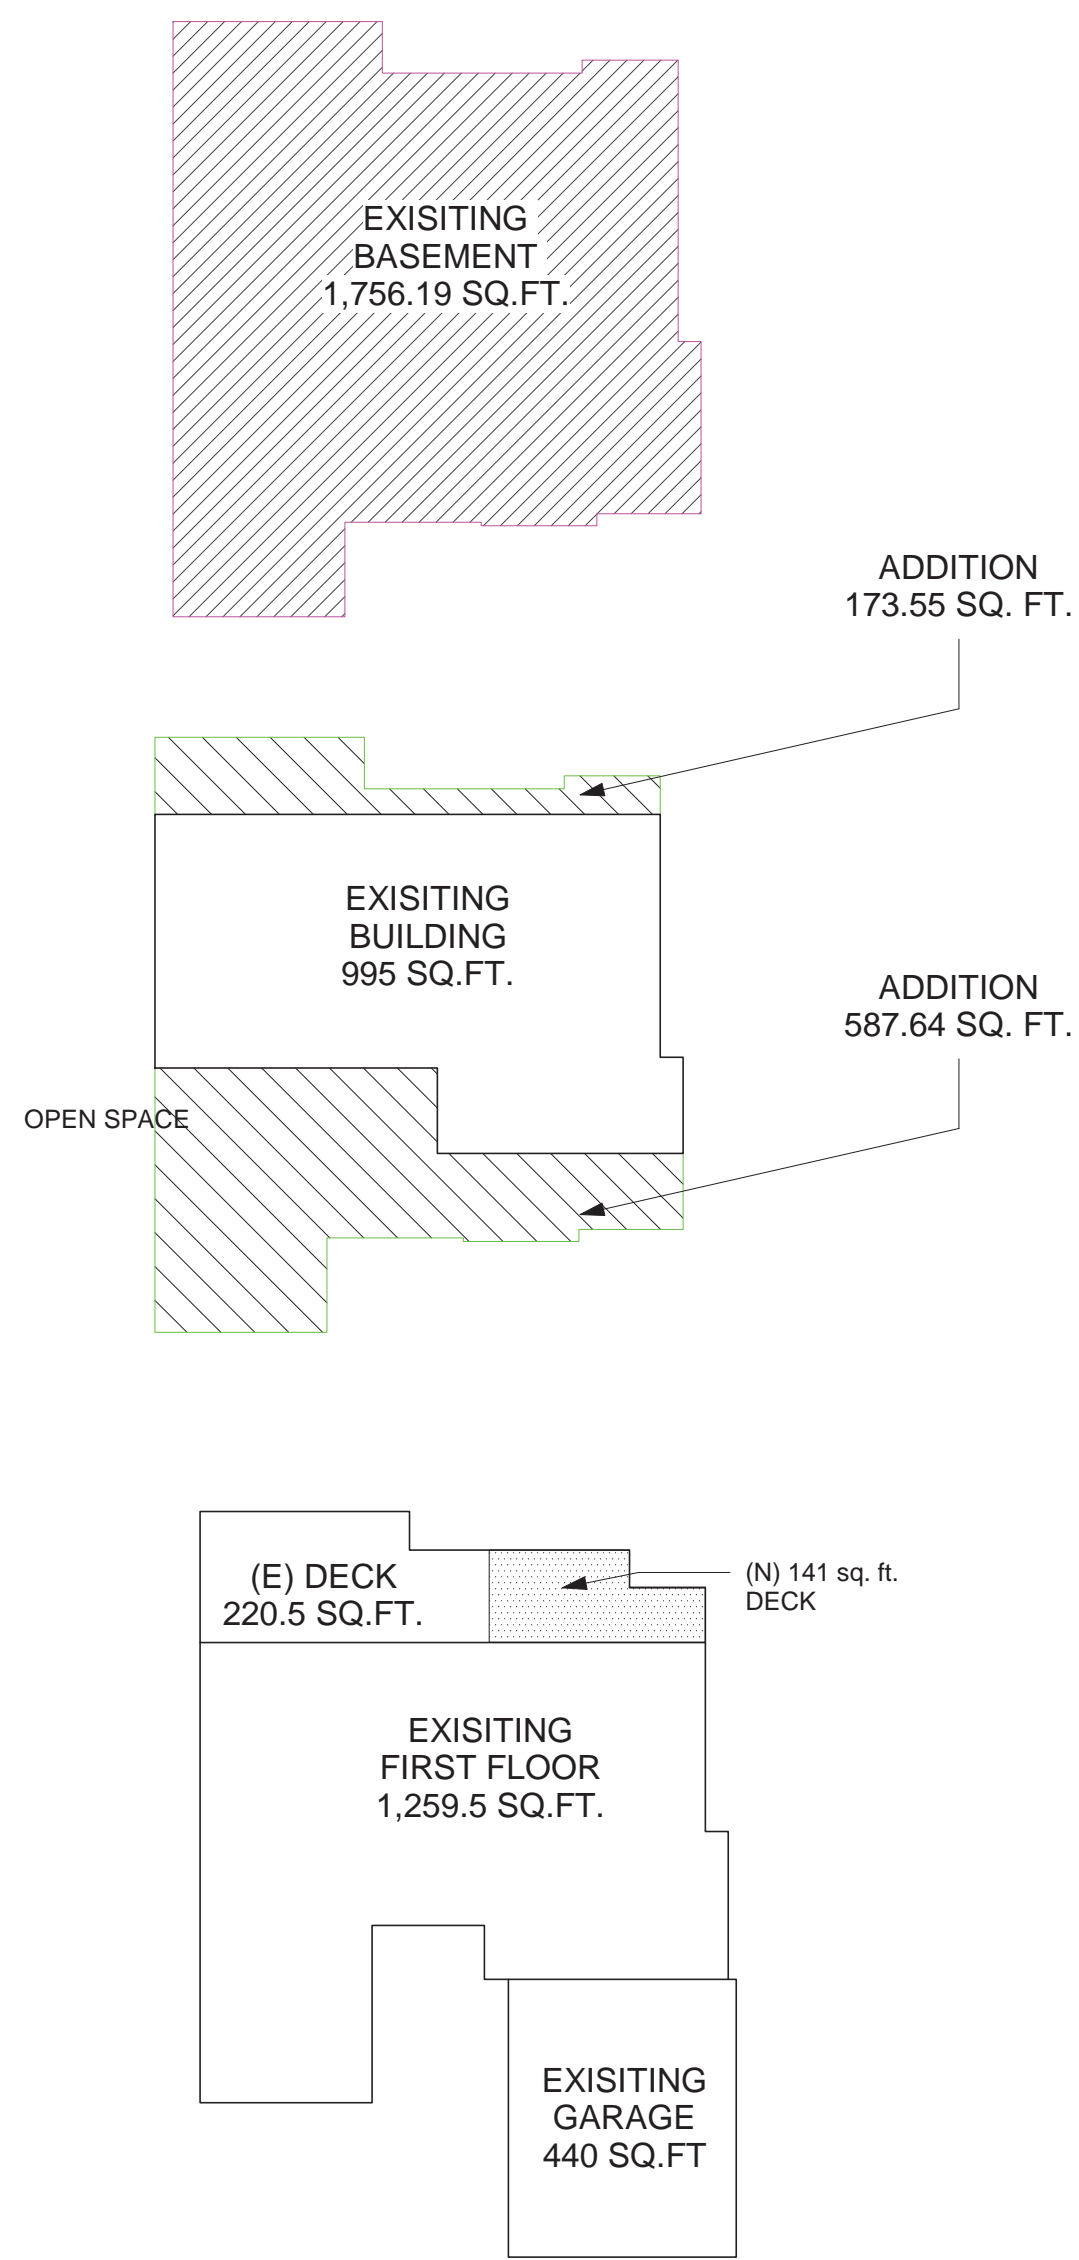 EXISITING
BASEMENT
1,756.19 SQ.FT.
ADDITION
173.55 SQ. FT.
EXISITING
BUILDING
995 SQ.FT.
ADDITION
587.64 SQ. FT.
OPEN SPACE
(E) DECK
220.5 SQ.FT.
(N) 141 sq. ft.
DECK
EXISITING
FIRST FLOOR
1,259.5 SQ.FT.
EXISITING
GARAGE
440 SQ.FT